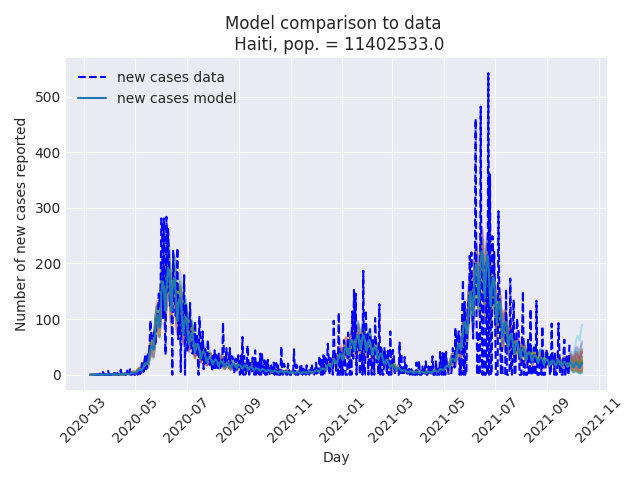 Model comparison to data
Haiti, pop. = 11402533.0
new cases data
new cases model
Number of new cases reported
500
400
300
200
100
0
2020-03
2020-05
2020-07
2020-09
2020-11
2021-01
2021-03
2021-05
2021-07
2021-09
2021-11
Day